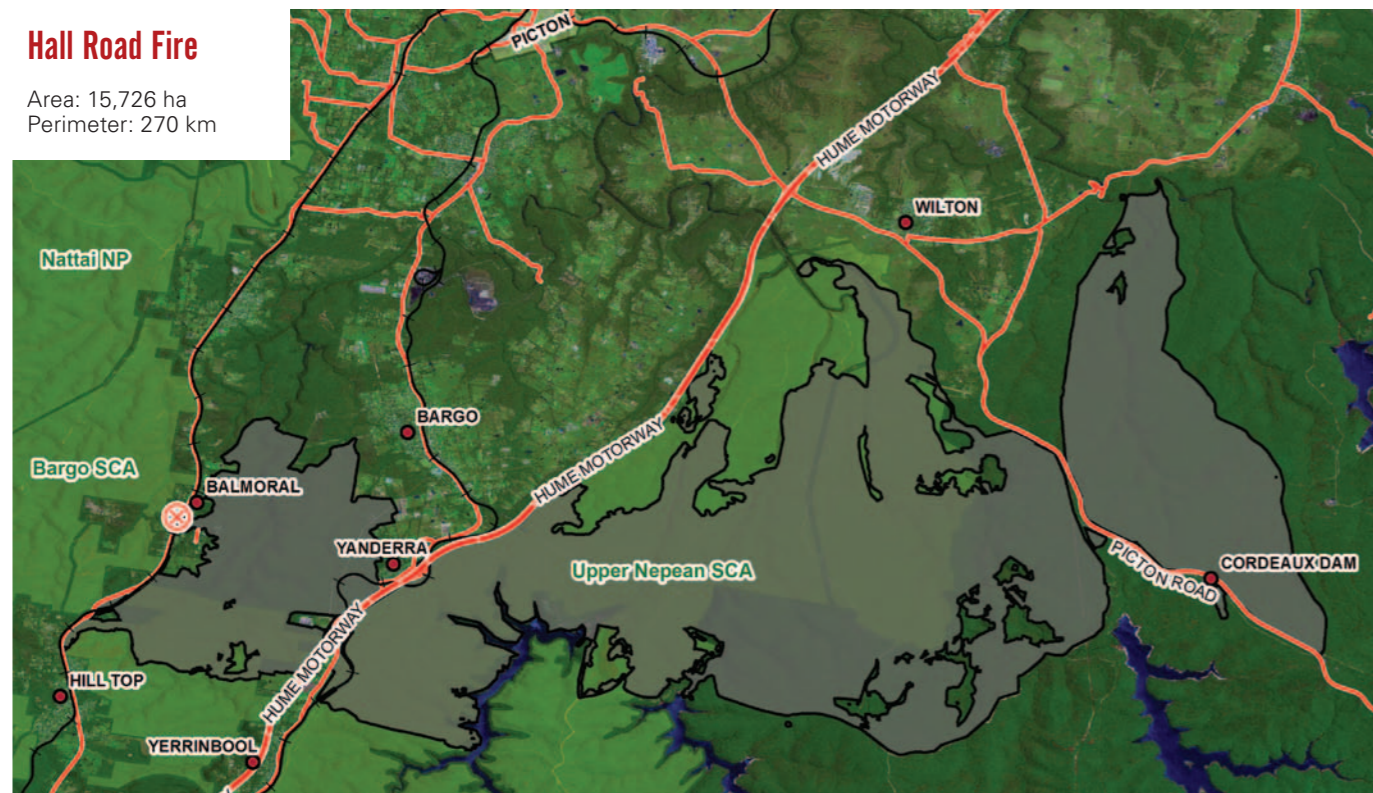 Hall Road Fire
Area: 15,726 ha
Perimeter: 270 km
PICTON
HUME MOTORWAY
WILTON
Nattai NP
BARGO
HUME MOTORWAY
Bargo SCA
BALMORAL
YANDERRA
Upper Nepean SCA
PICTON ROAD
CORDEAUX DAM
HUME MOTORWAY
HILL TOP
YERRINBOOL